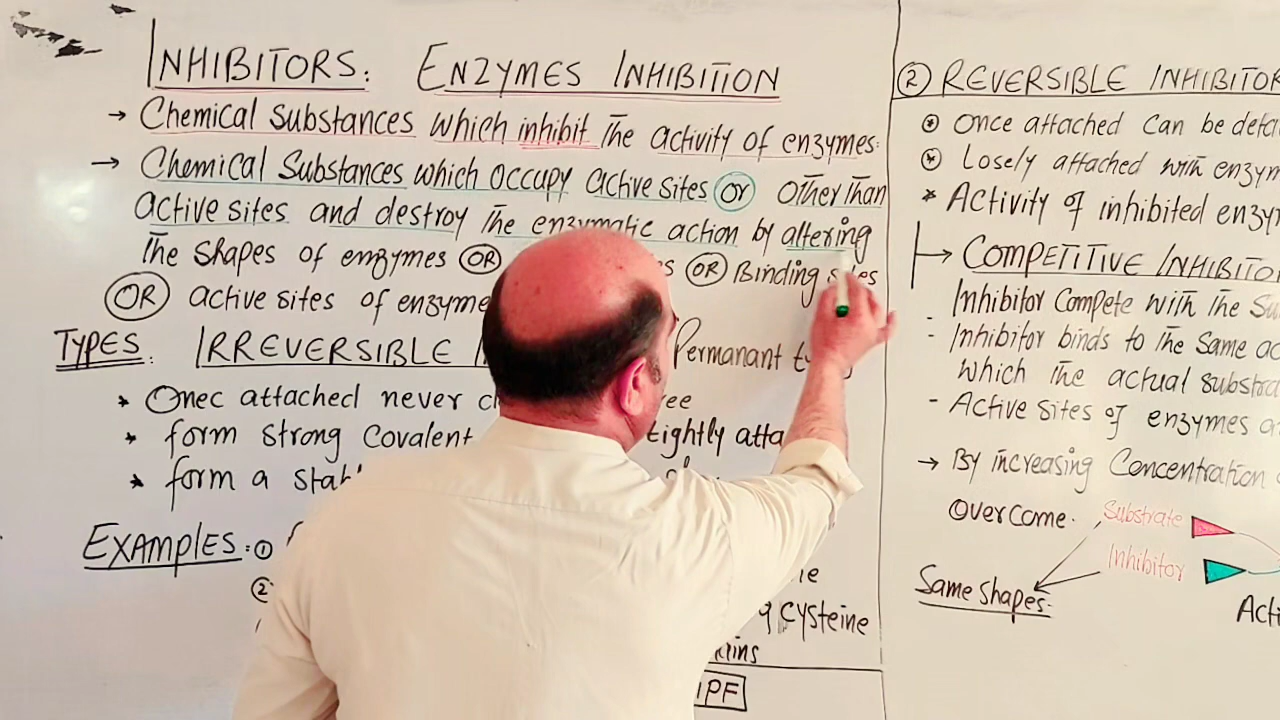 INHIBITORS: ENZYMES INHIBITION
→ Chemical Substances which inhibit The activity of enzymes.
→ Chemical Substances which occupy active sites OR other than
active sites and destroy The enzymatic action by altering
The shapes of enzymes OR s OR Binding sites
OR active sites of enzyme
TYPES: IRREVERSIBLE Permanant
* Onec attached never ree
* form strong Covalent tightly atta
* form a stab
EXAMPLES: ①
②
cysteine
IPF
② REVERSIBLE INHIBITOR
* Once attached can be deta
* Losely attached with enzym
* Activity of inhibited enzy
→ COMPETITIVE INHIBITO
- Inhibitor Compete with The Su
- Inhibitor binds to The Same ac
which The actual substra
- Active sites of enzymes a
→ By increasing Concentration
Overcome.
Substrate
Inhibitor
Same shapes:
Acti